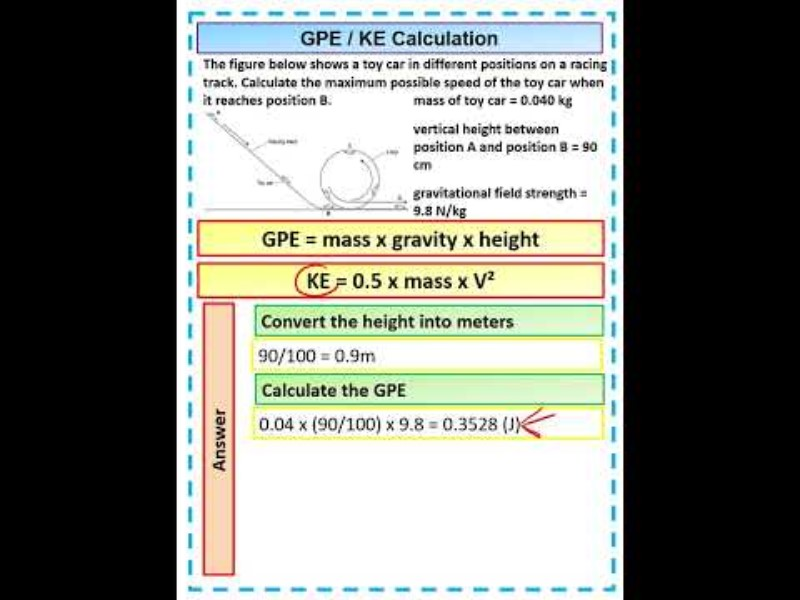 GPE / KE Calculation
The figure below shows a toy car in different positions on a racing
track. Calculate the maximum possible speed of the toy car when
it reaches position B.
mass of toy car = 0.040 kg
vertical height between
position A and position B = 90
cm
gravitational field strength =
9.8 N/kg
GPE = mass x gravity x height
KE = 0.5 x mass x V²
Answer
Convert the height into meters
90/100 = 0.9m
Calculate the GPE
0.04 x (90/100) x 9.8 = 0.3528 (J)